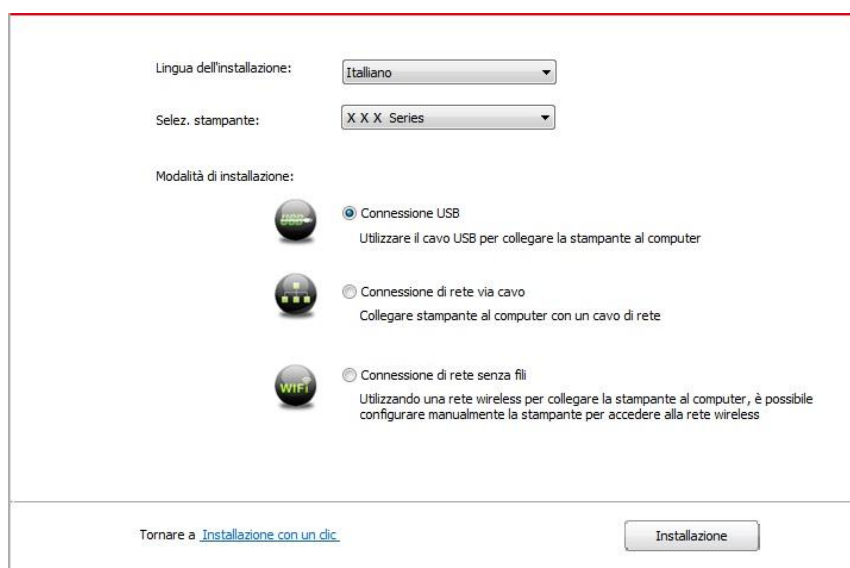 Lingua dell'installazione:
Italiano
Selez. stampante:
X X X Series
Modalità di installazione:
USB
Connessione USB
Utilizzare il cavo USB per collegare la stampante al computer
Connessione di rete via cavo
Collegare stampante al computer con un cavo di rete
WiFi
Connessione di rete senza fili
Utilizzando una rete wireless per collegare la stampante al computer, è possibile
configurare manualmente la stampante per accedere alla rete wireless
Tornare a Installazione con un clic
Installazione